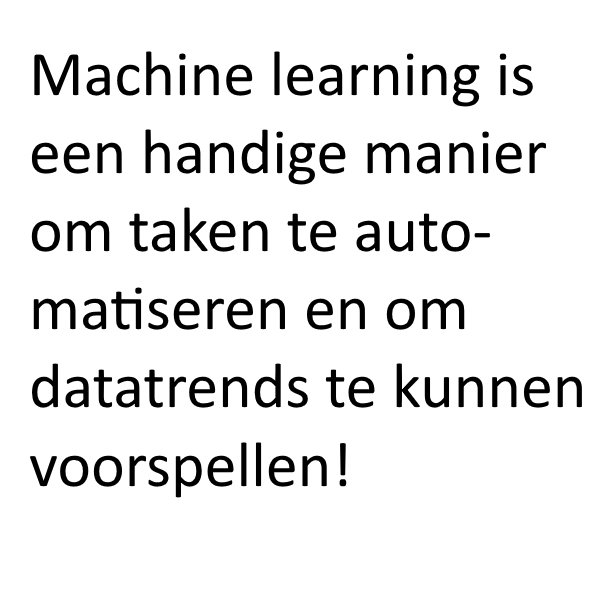 Machine learning is
een handige manier
om taken te auto-
matiseren en om
datatrends te kunnen
voorspellen!